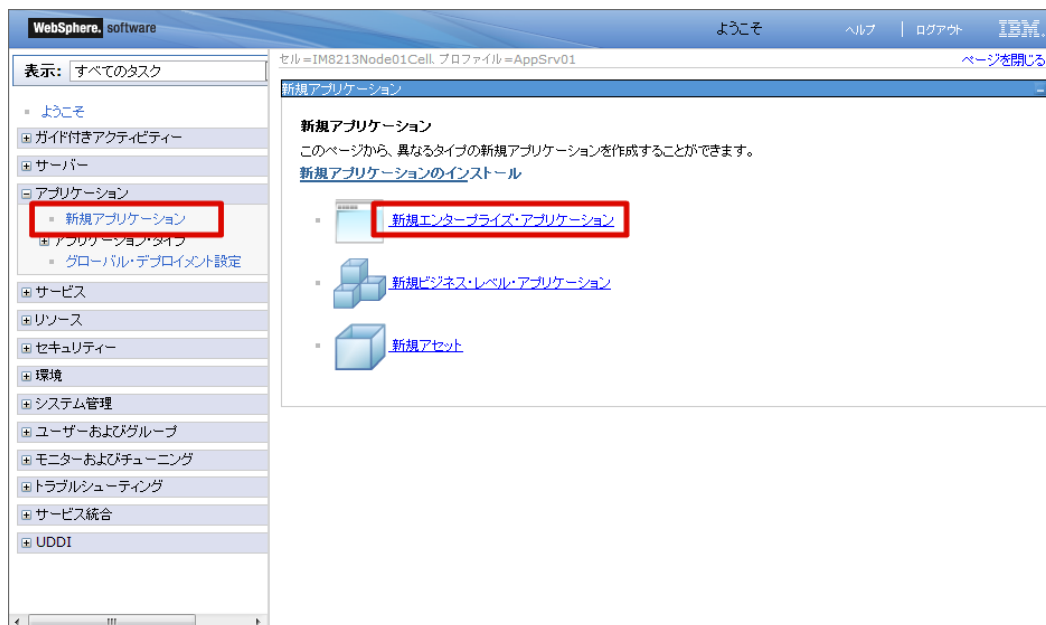 WebSphere. software
ようこそ
ヘルプ | ログアウト
IBM.
表示: すべてのタスク
ようこそ
ガイド付きアクティビティー
サーバー
アプリケーション
新規アプリケーション
アプリケーション・タイプ
グローバル・デプロイメント設定
サービス
リソース
セキュリティー
環境
システム管理
ユーザーおよびグループ
モニターおよびチューニング
トラブルシューティング
サービス統合
UDDI
セル=IM8213Node01Cell, プロファイル=AppSrv01
ページを閉じる
新規アプリケーション
新規アプリケーション
このページから、異なるタイプの新規アプリケーションを作成することができます。
新規アプリケーションのインストール
新規エンタープライズ・アプリケーション
新規ビジネス・レベル・アプリケーション
新規アセット